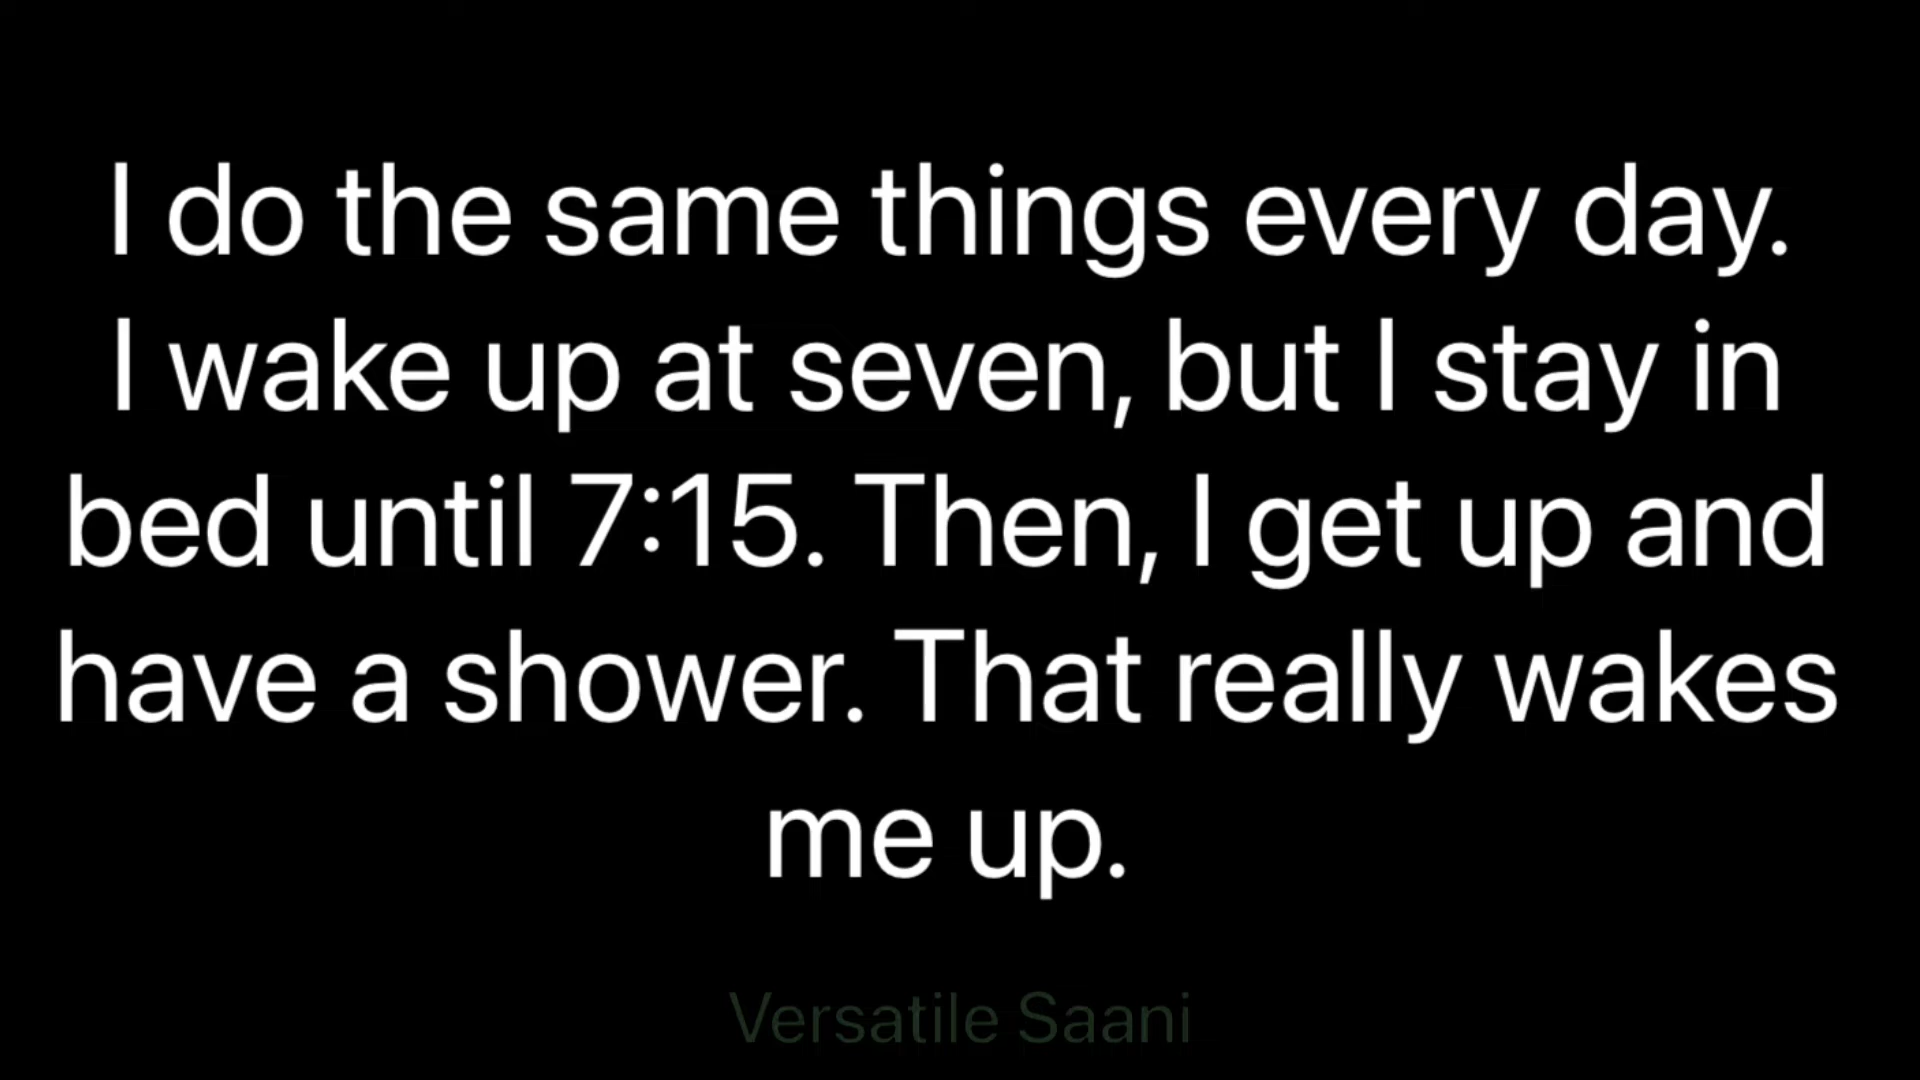 I do the same things every day.
I wake up at seven, but I stay in
bed until 7:15. Then, I get up and
have a shower. That really wakes
me up.
Versatile Saani